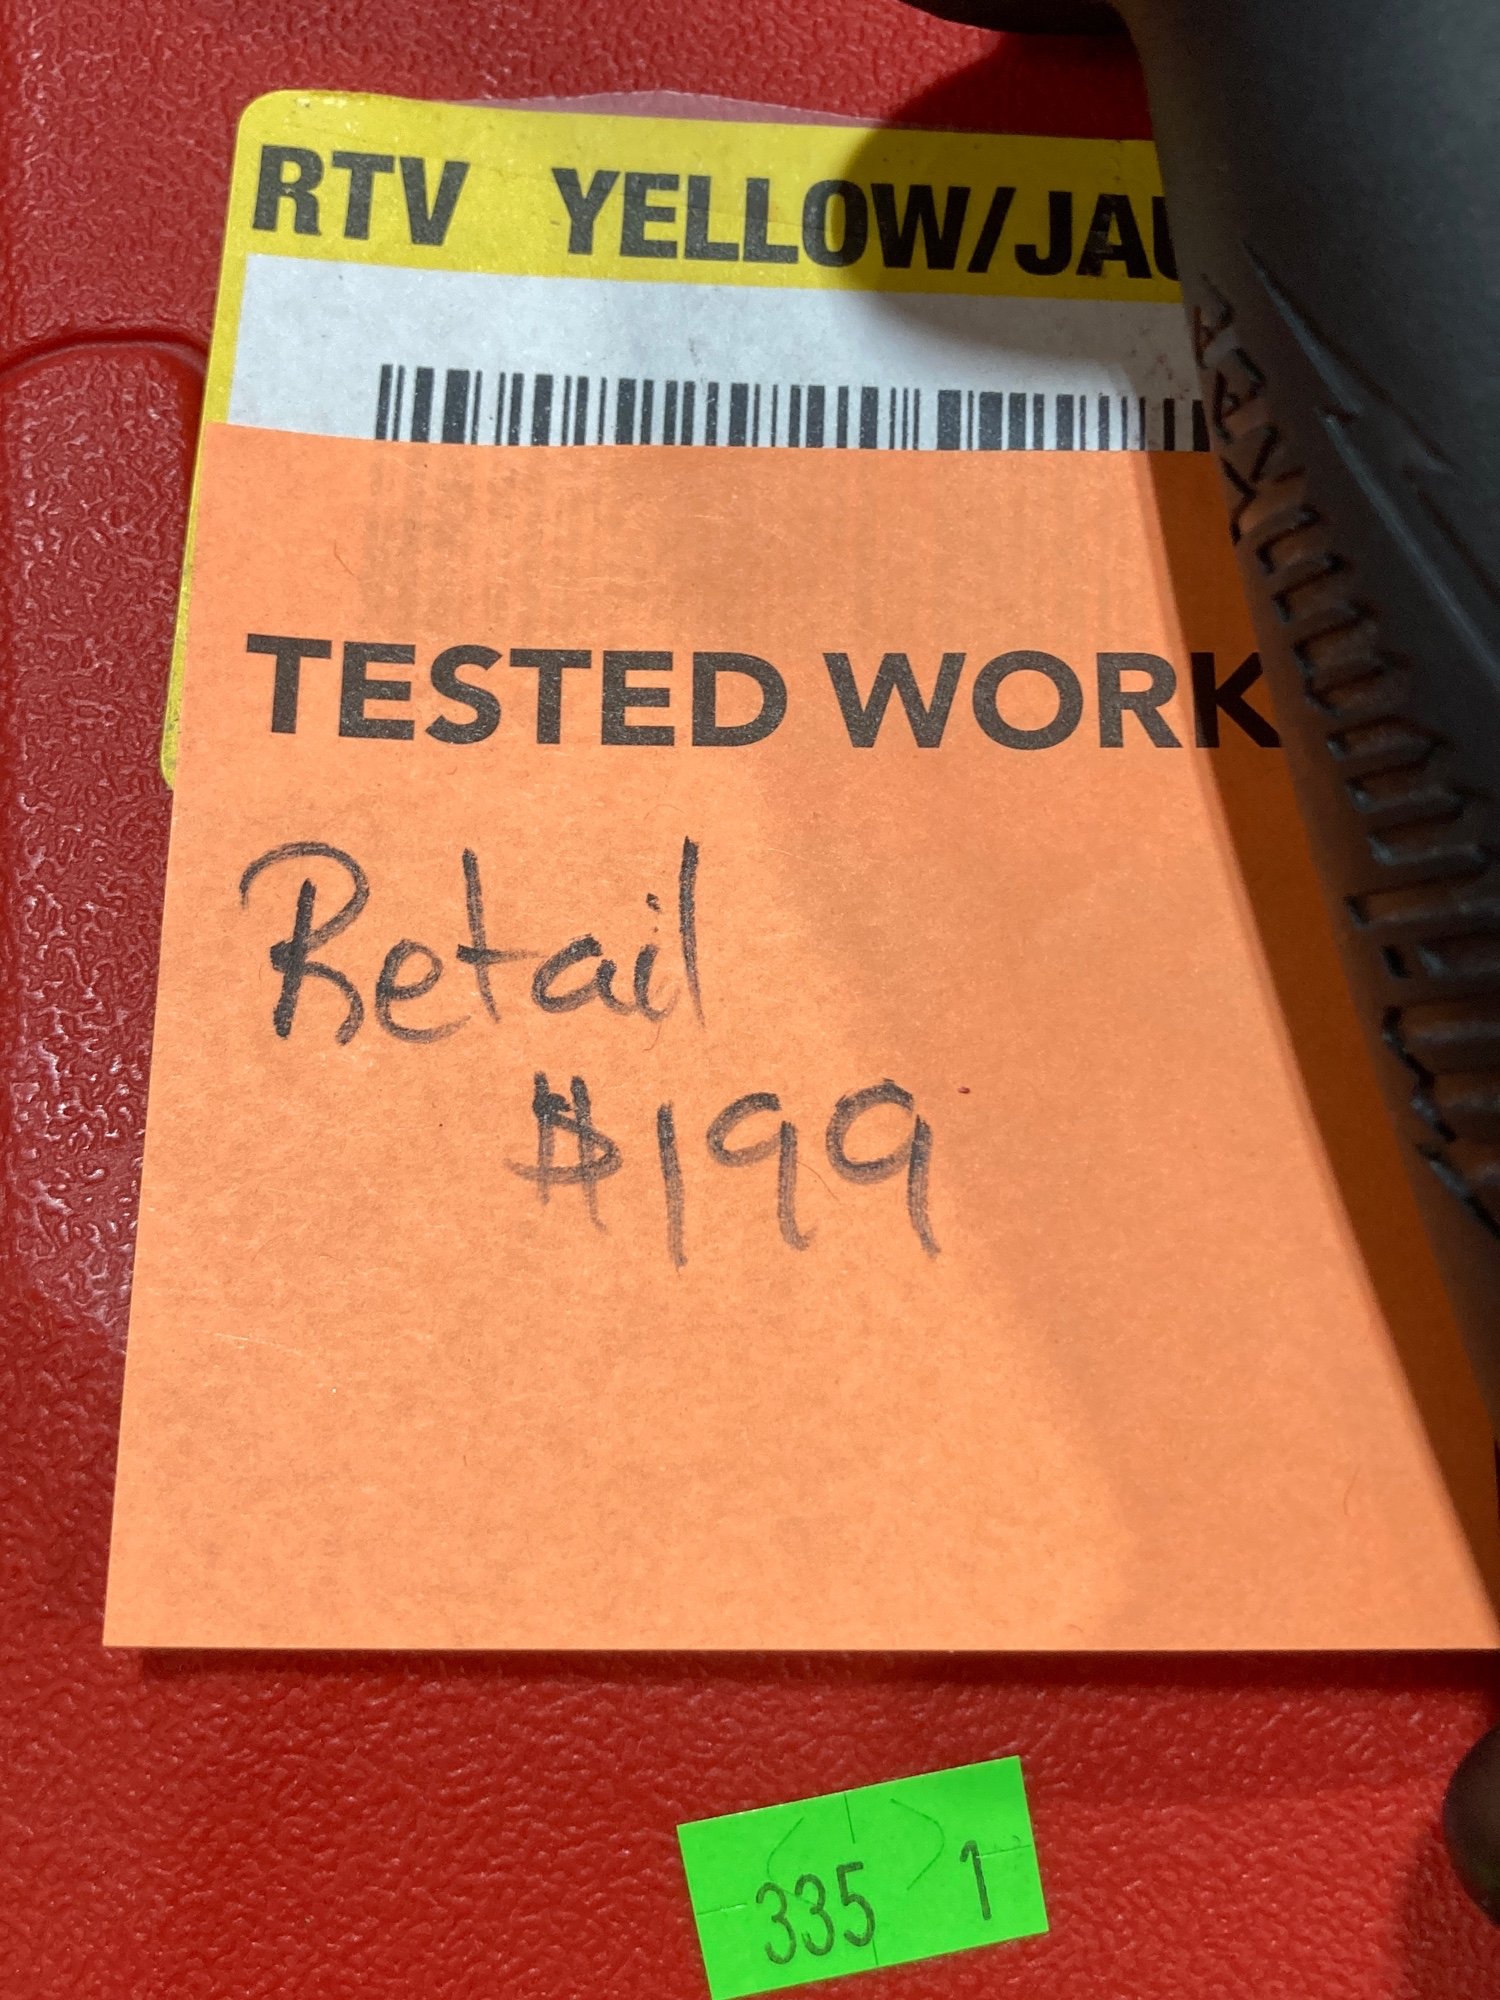 RTV YELLOW/JAU
TESTED WORK
Retail
$199
335 1